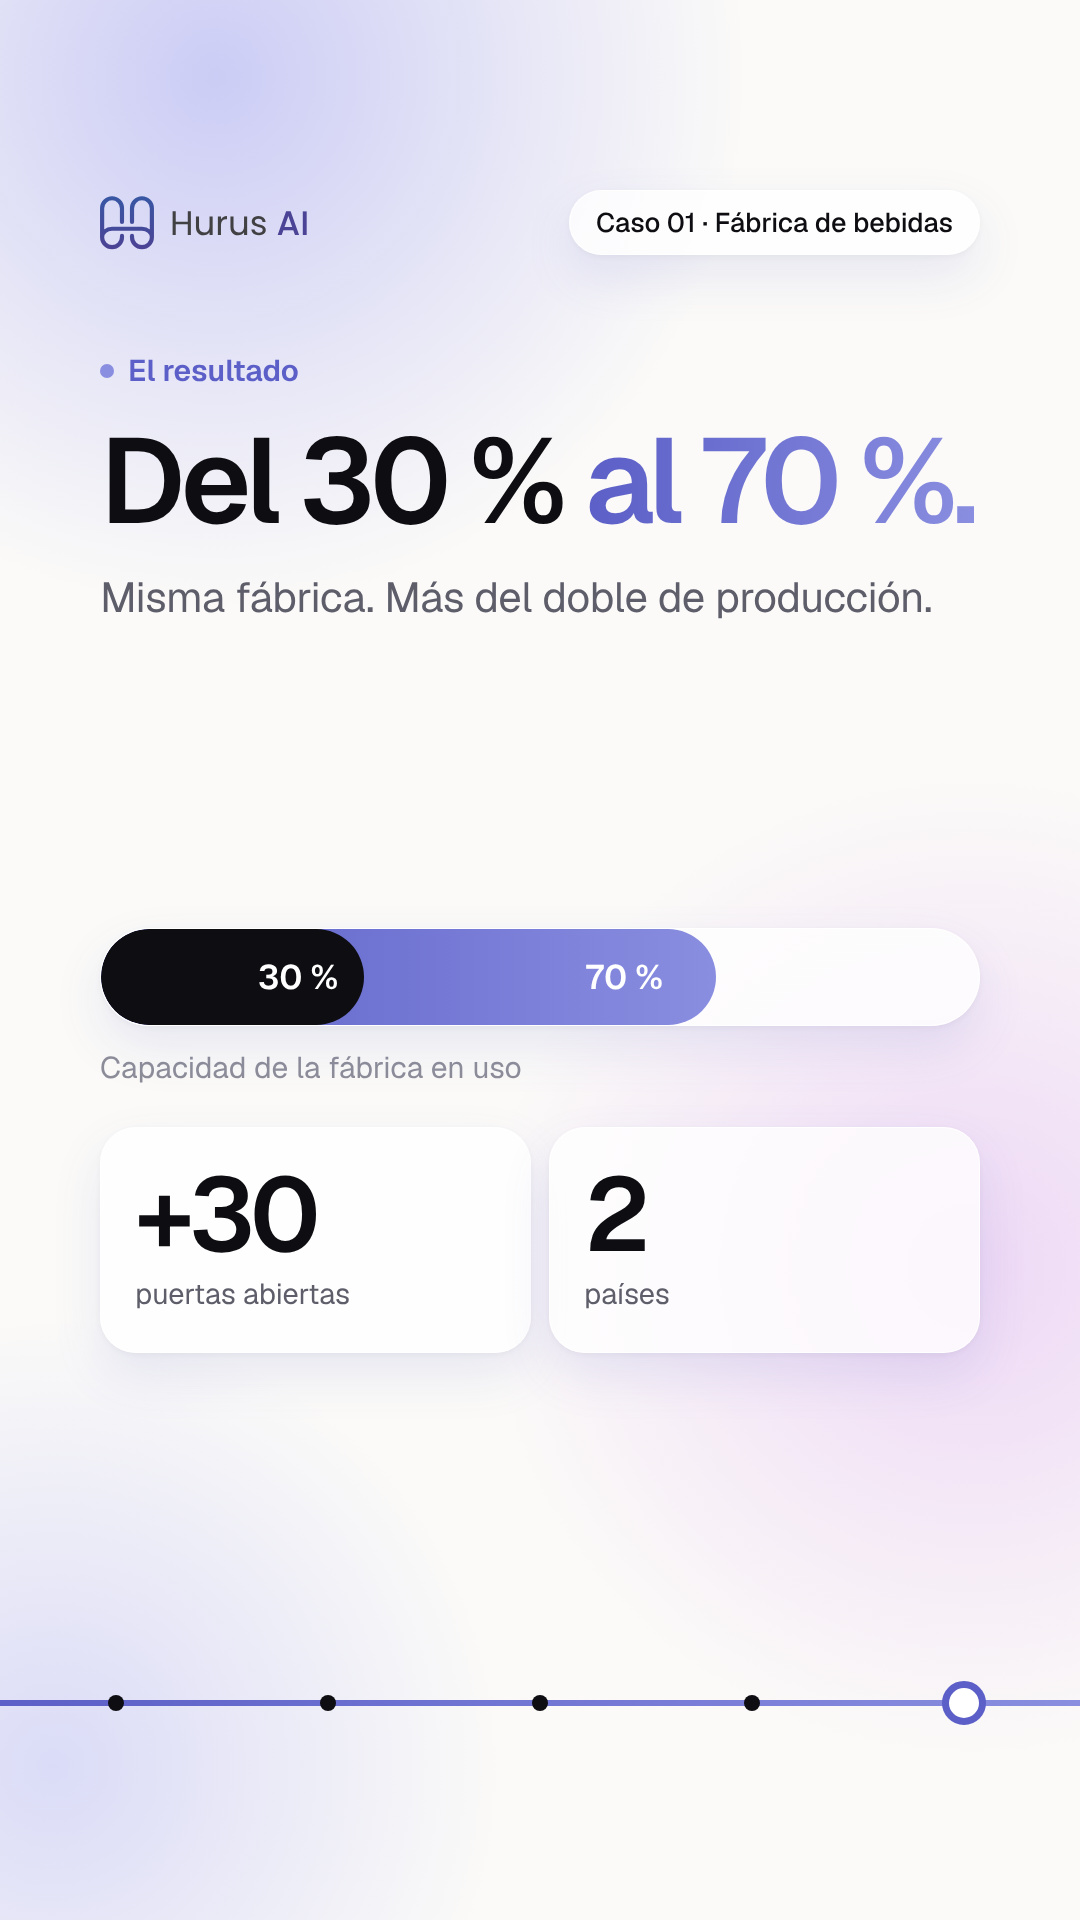 Hurus AI
Caso 01 · Fábrica de bebidas
El resultado
Del 30 % al 70 %.
Misma fábrica. Más del doble de producción.
30 %
70 %
Capacidad de la fábrica en uso
+30
puertas abiertas
2
países